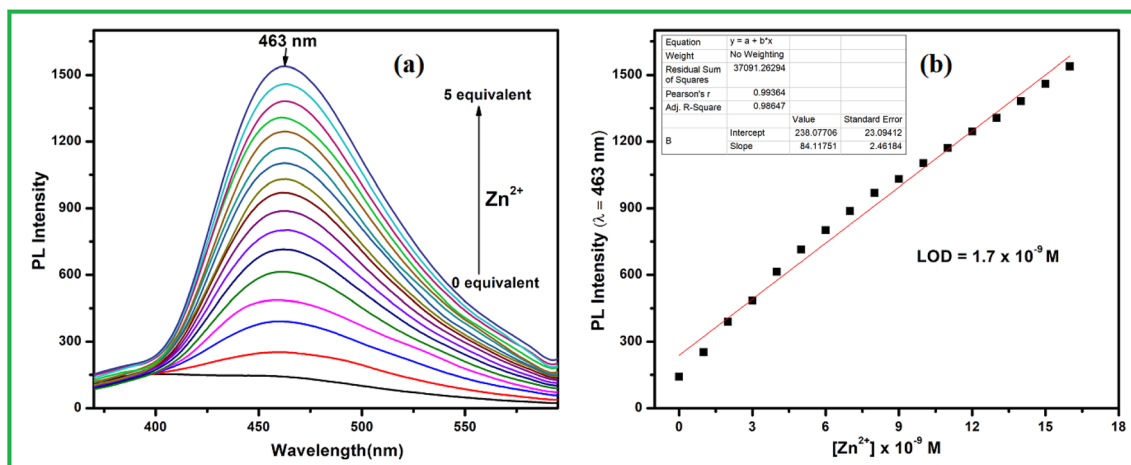 463 nm
(a)
5 equivalent
Zn²⁺
0 equivalent
PL Intensity
1500
1200
900
600
300
0
400
450
500
550
Wavelength(nm)
(b)
Equation y = a + b*x
Weight No Weighting
Residual Sum of Squares 37091.26294
Pearson's r 0.99364
Adj. R-Square 0.98647
Value Standard Error
B Intercept 238.07706 23.09412
Slope 84.11751 2.46184
LOD = 1.7 x 10⁻⁹ M
PL Intensity (λ = 463 nm)
1500
1200
900
600
300
0
0
3
6
9
12
15
18
[Zn²⁺] x 10⁻⁹ M